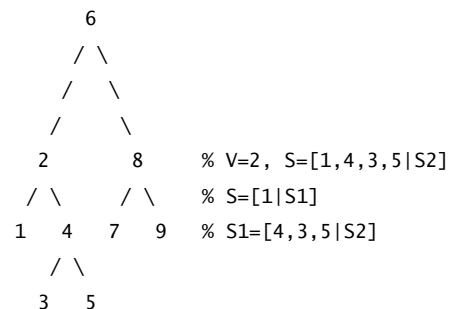 6
/ \
/ \
/ \
2 8 % V=2, S=[1,4,3,5|S2]
/ \ / \ % S=[1|S1]
1 4 7 9 % S1=[4,3,5|S2]
/ \
3 5